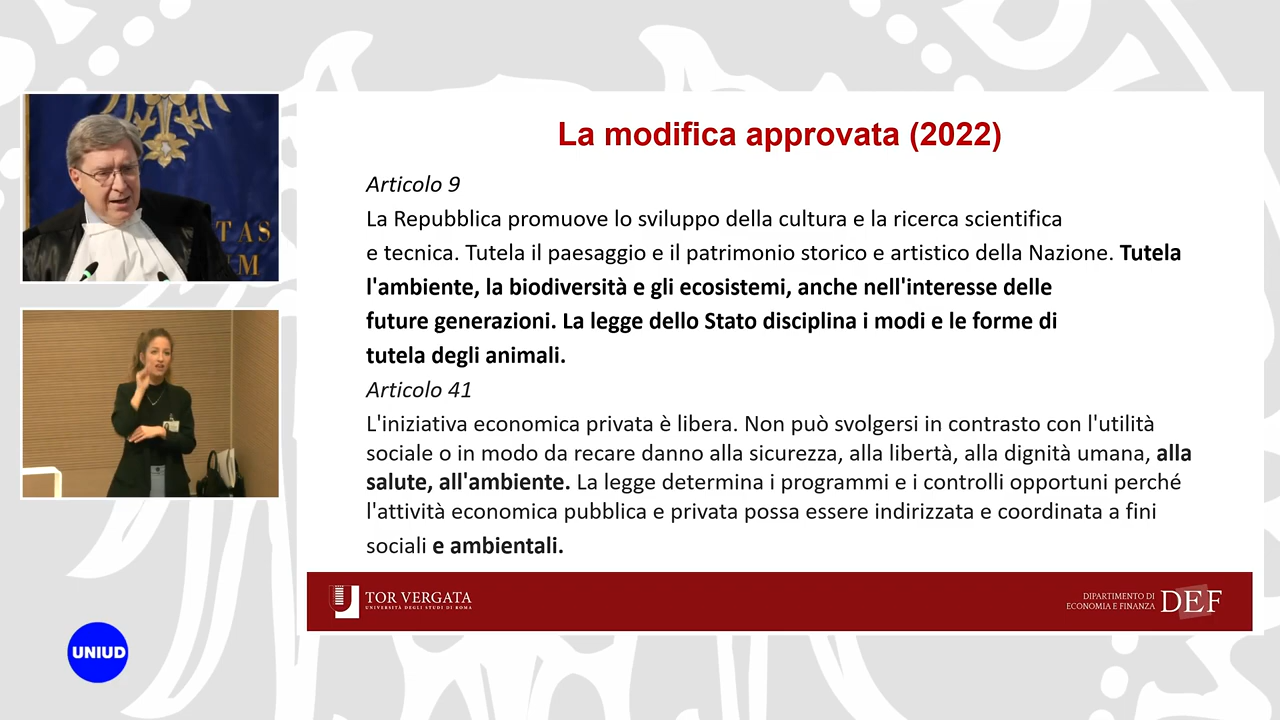 La modifica approvata (2022)
Articolo 9
La Repubblica promuove lo sviluppo della cultura e la ricerca scientifica
e tecnica. Tutela il paesaggio e il patrimonio storico e artistico della Nazione. Tutela
l'ambiente, la biodiversità e gli ecosistemi, anche nell'interesse delle
future generazioni. La legge dello Stato disciplina i modi e le forme di
tutela degli animali.
Articolo 41
L'iniziativa economica privata è libera. Non può svolgersi in contrasto con l'utilità
sociale o in modo da recare danno alla sicurezza, alla libertà, alla dignità umana, alla
salute, all'ambiente. La legge determina i programmi e i controlli opportuni perché
l'attività economica pubblica e privata possa essere indirizzata e coordinata a fini
sociali e ambientali.
TOR VERGATA
UNIVERSITÀ DEGLI STUDI DI ROMA
DIPARTIMENTO DI
ECONOMIA E FINANZA
DEF
TAS
UM
UNIUD